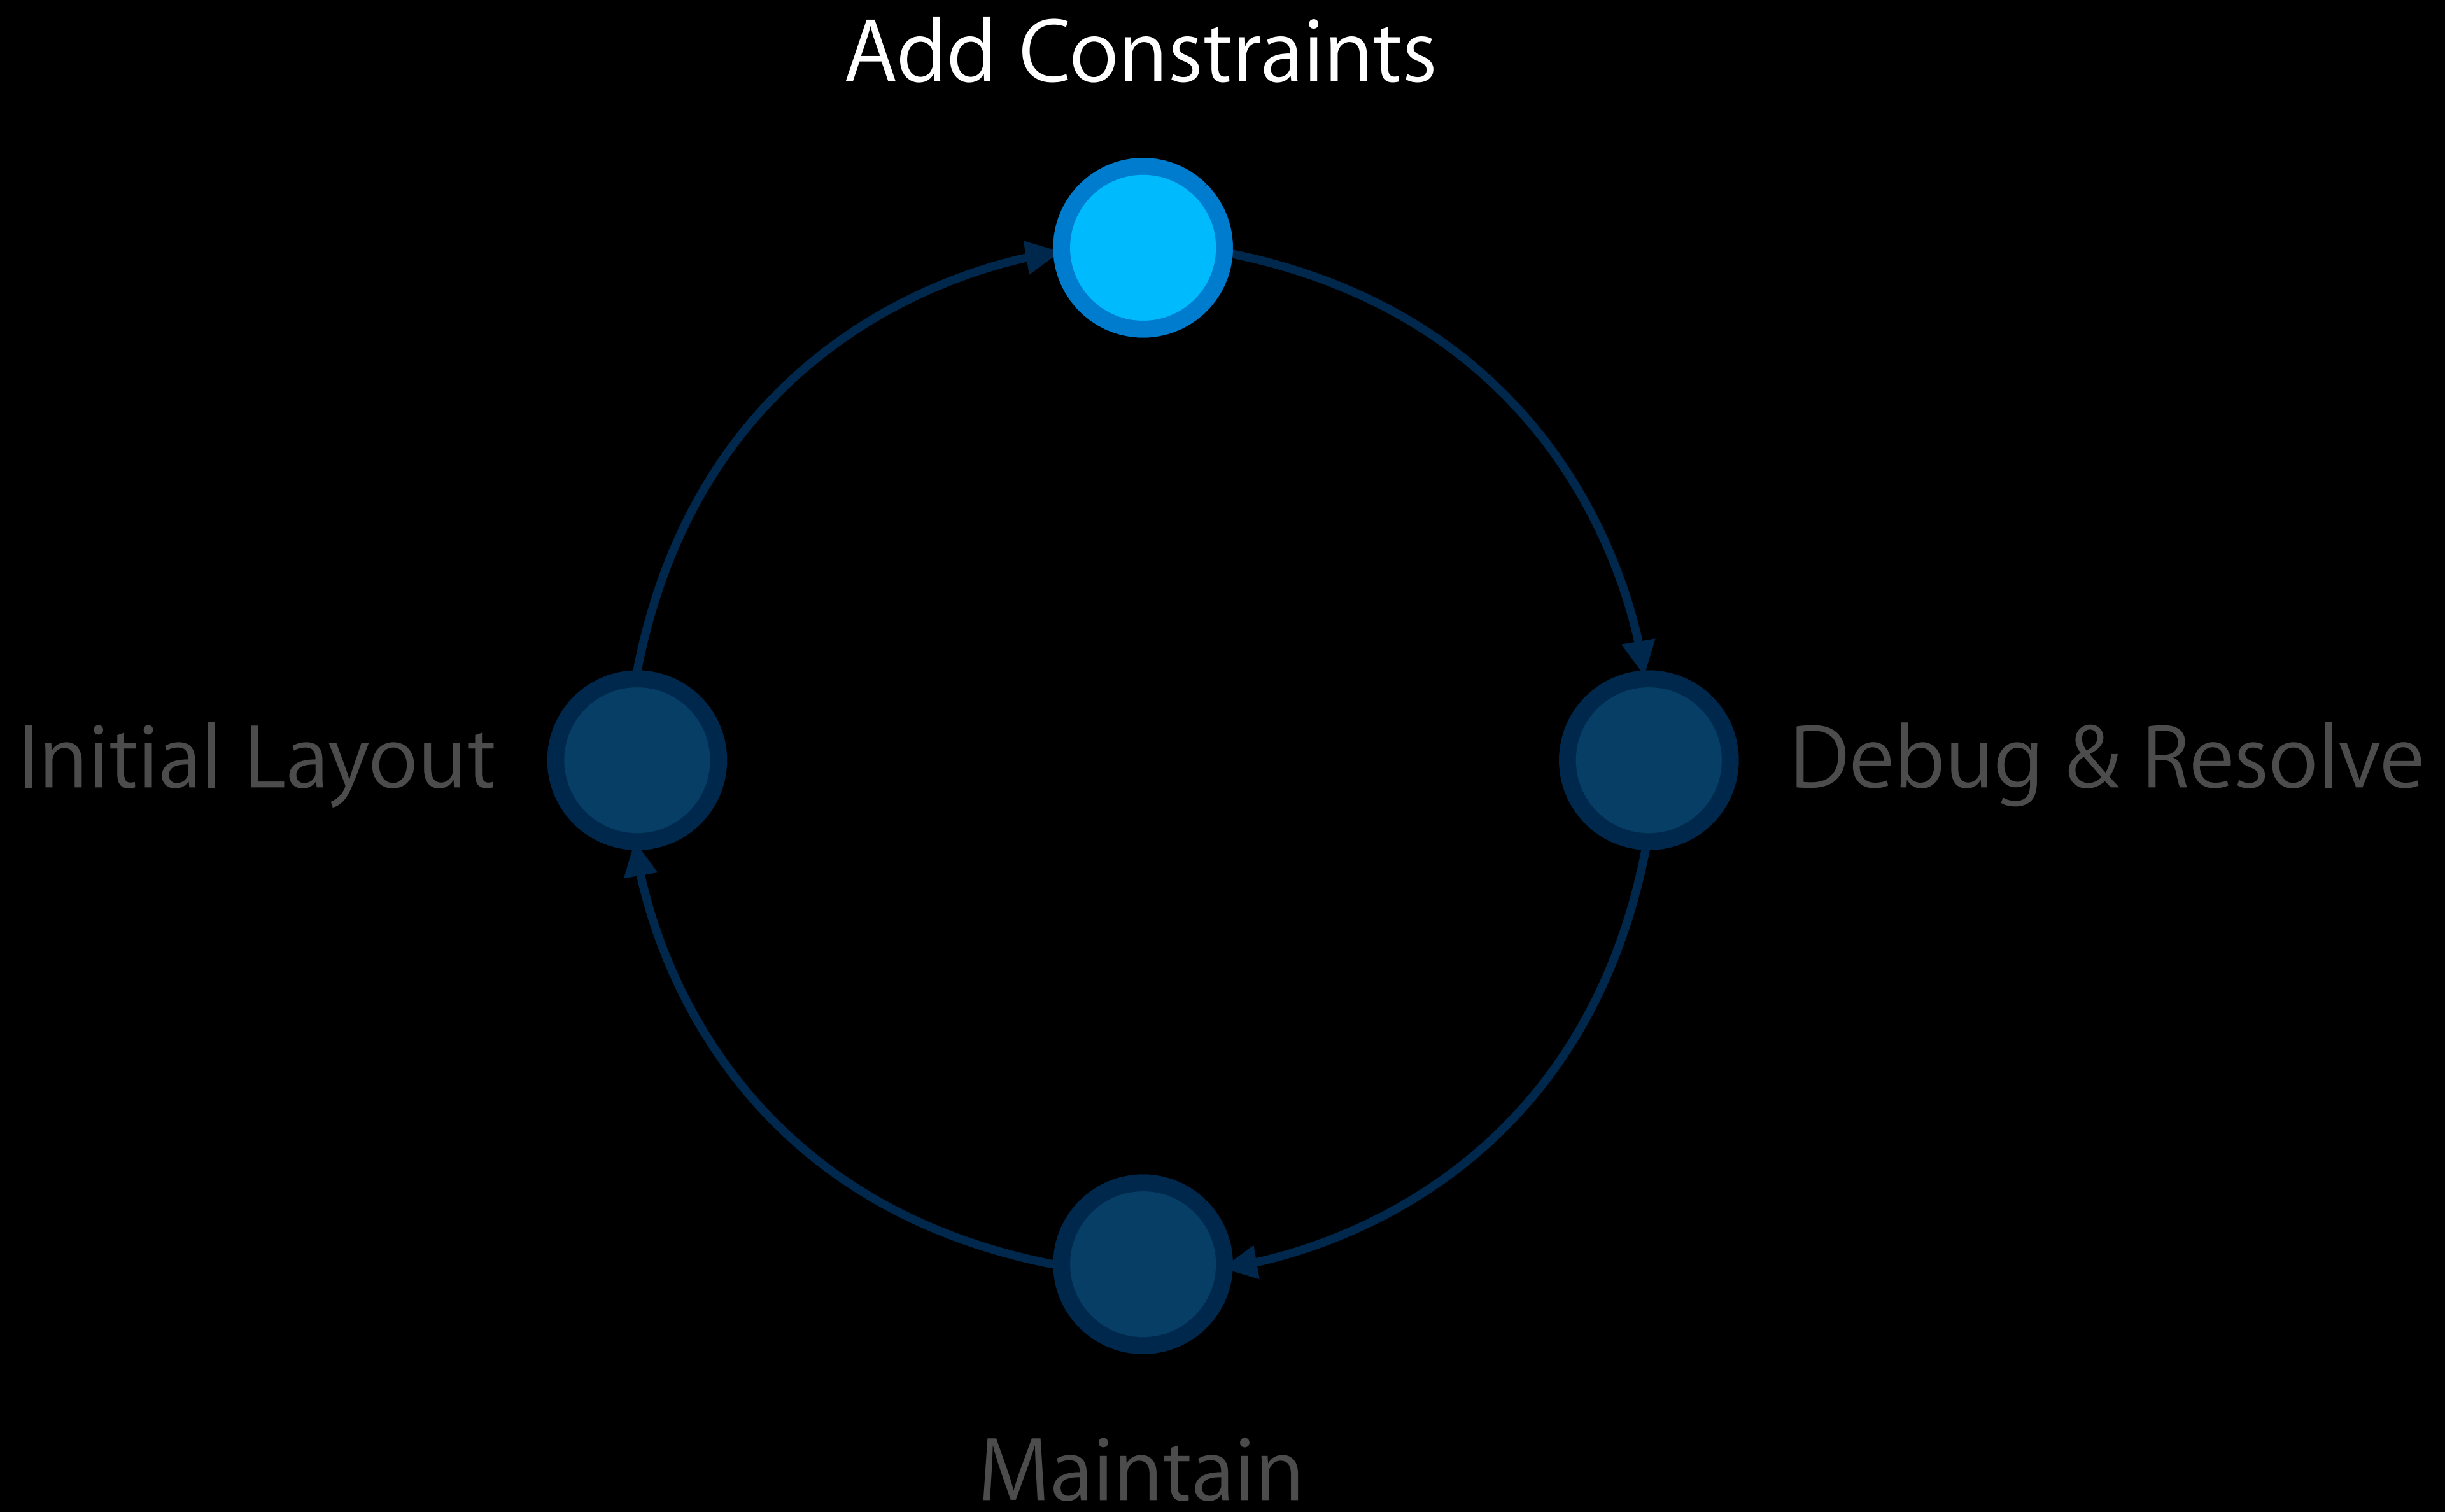 Add Constraints
Initial Layout
Debug & Resolve
Maintain